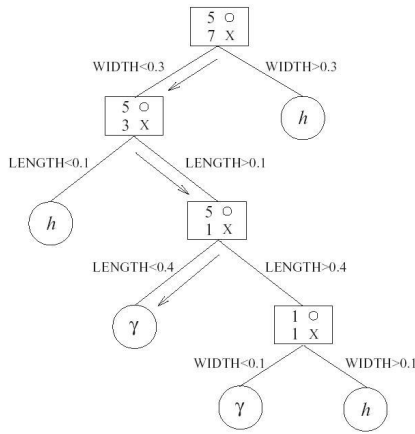 5 ○
7 X
WIDTH<0.3
WIDTH>0.3
5 ○
3 X
h
LENGTH<0.1
LENGTH>0.1
h
5 ○
1 X
LENGTH<0.4
LENGTH>0.4
γ
1 ○
1 X
WIDTH<0.1
WIDTH>0.1
γ
h